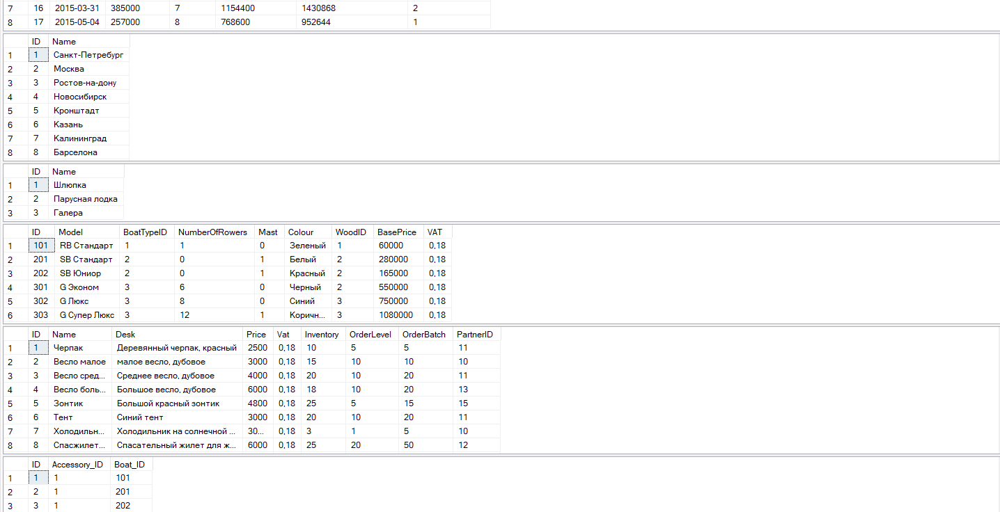 7 16 2015-03-31 385000 7 1154400 1430868 2
8 17 2015-05-04 257000 8 768600 952644 1
ID Name
1 1 Санкт-Петребург
2 2 Москва
3 3 Ростов-на-дону
4 4 Новосибирск
5 5 Кронштадт
6 6 Казань
7 7 Калининград
8 8 Барселона
ID Name
1 1 Шлюпка
2 2 Парусная лодка
3 3 Галера
ID Model BoatTypeID NumberOfRowers Mast Colour WoodID BasePrice VAT
1 101 RB Стандарт 1 1 0 Зеленый 1 60000 0,18
2 201 SB Стандарт 2 0 1 Белый 2 280000 0,18
3 202 SB Юниор 2 0 1 Красный 2 165000 0,18
4 301 G Эконом 3 6 0 Черный 2 550000 0,18
5 302 G Люкс 3 8 0 Синий 3 750000 0,18
6 303 G Супер Люкс 3 12 1 Коричн... 3 1080000 0,18
ID Name Desk Price Vat Inventory OrderLevel OrderBatch PartnerID
1 1 Черпак Деревянный черпак, красный 2500 0,18 10 5 5 11
2 2 Весло малое малое весло, дубовое 3000 0,18 15 10 10 10
3 3 Весло сред... Среднее весло, дубовое 4000 0,18 20 10 20 11
4 4 Весло боль... Большое весло, дубовое 6000 0,18 18 10 20 13
5 5 Зонтик Большой красный зонтик 4800 0,18 25 5 15 15
6 6 Тент Синий тент 3000 0,18 20 10 20 11
7 7 Холодильн... Холодильник на солнечной ... 30... 0,18 3 1 5 10
8 8 Спасжилет... Спасательный жилет для ж... 6000 0,18 25 20 50 12
ID Accessory_ID Boat_ID
1 1 1 101
2 2 1 201
3 3 1 202